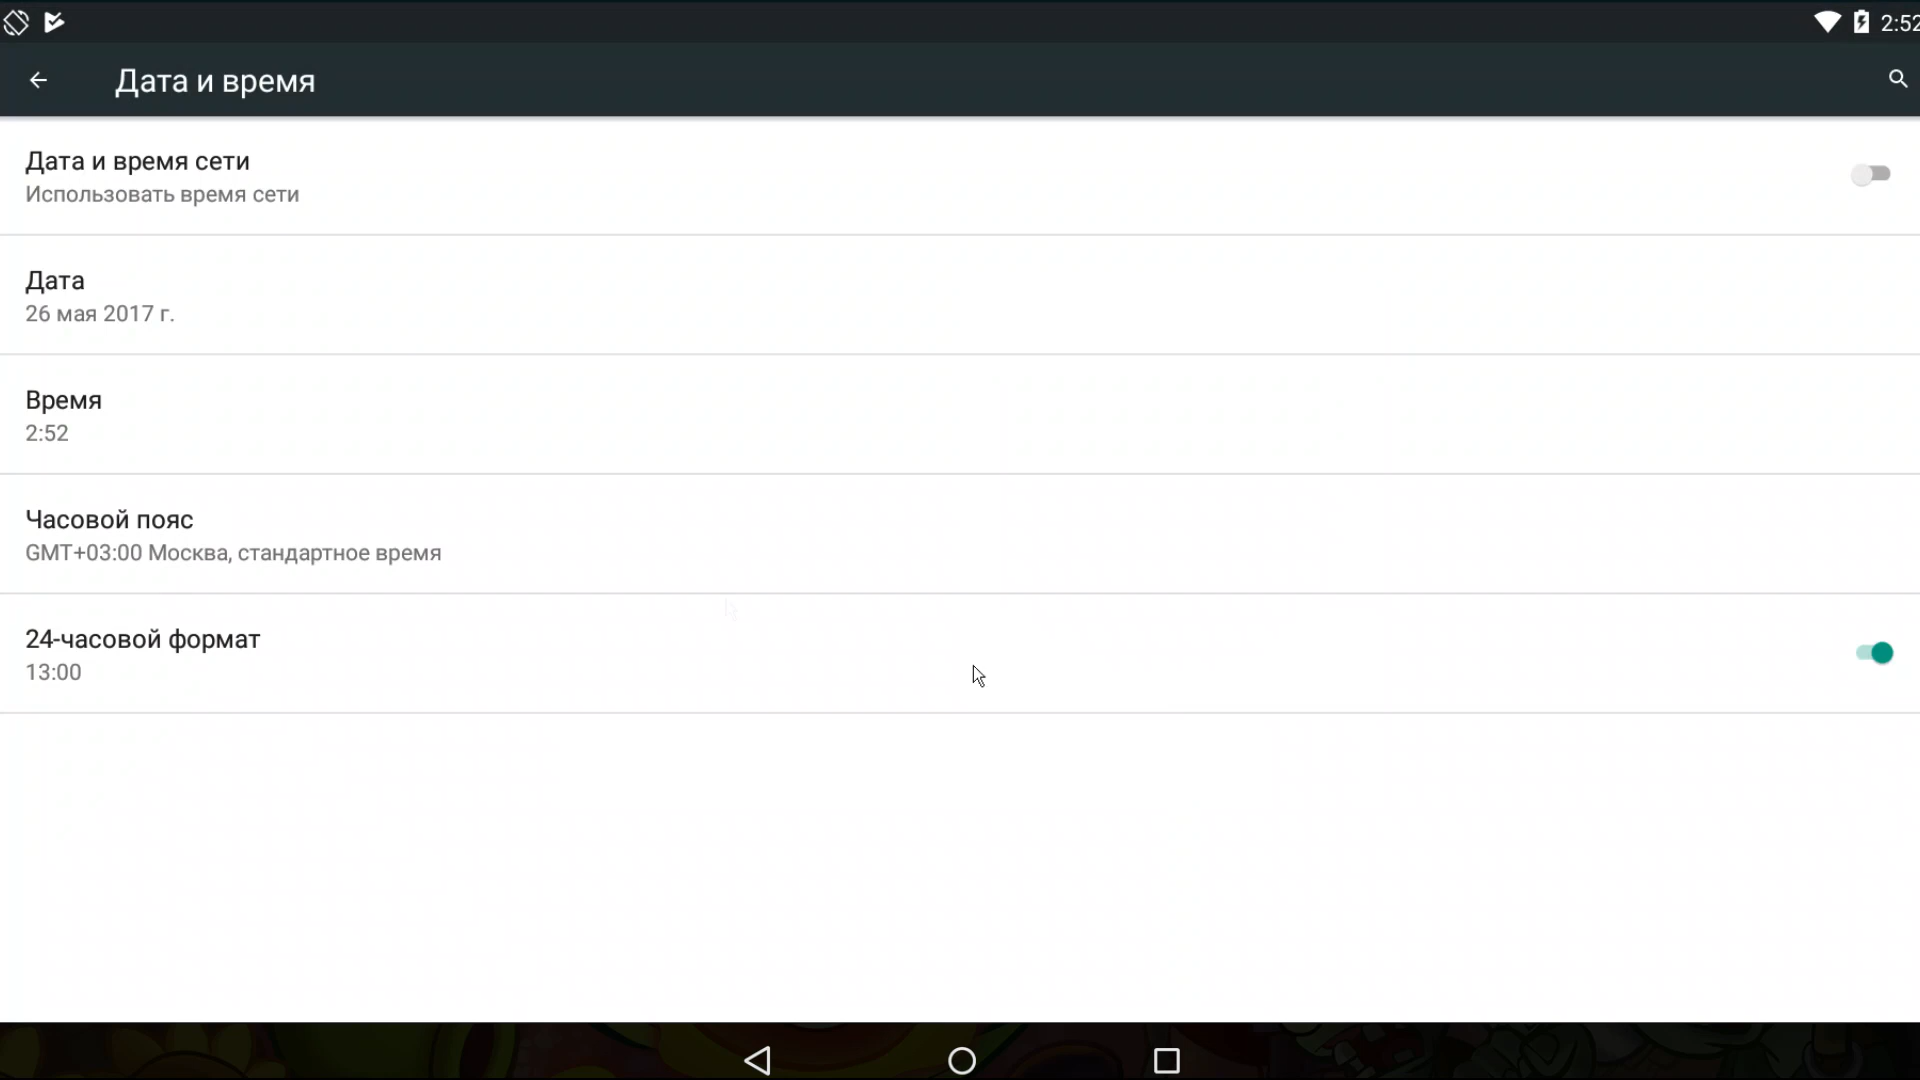 2:52
Дата и время
Дата и время сети
Использовать время сети
Дата
26 мая 2017 г.
Время
2:52
Часовой пояс
GMT+03:00 Москва, стандартное время
24-часовой формат
13:00